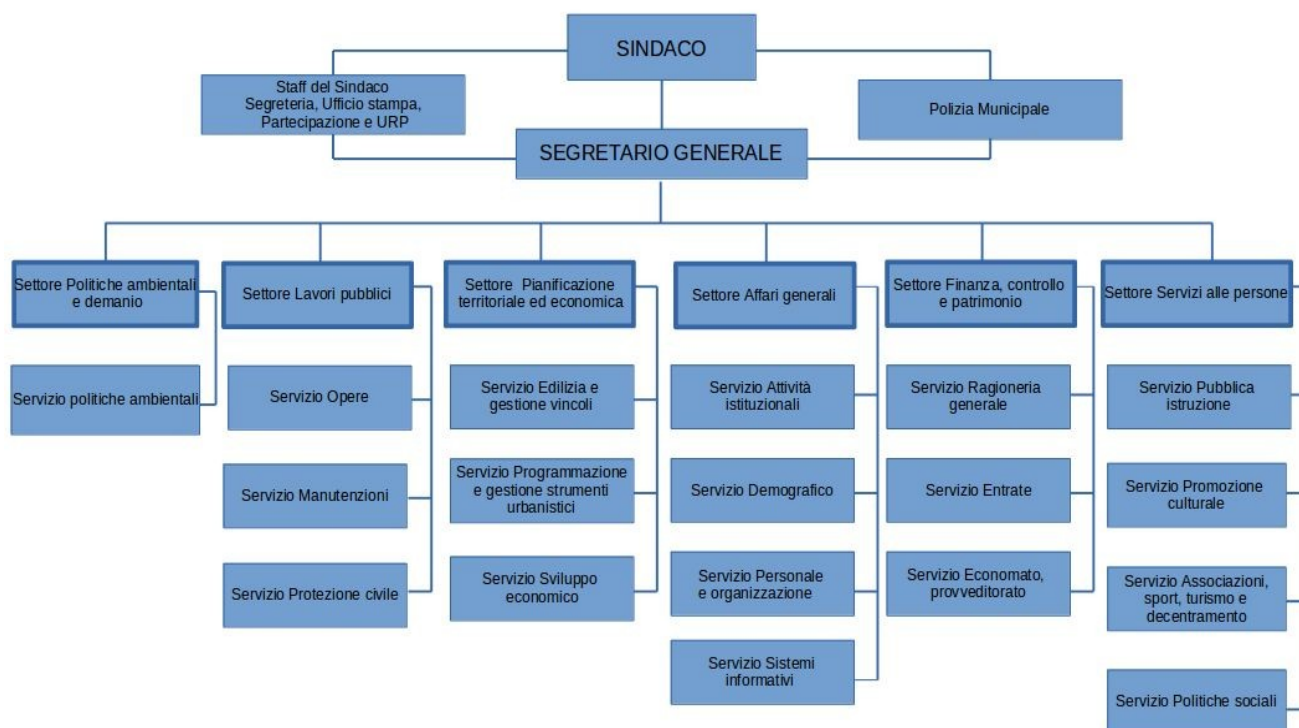 SINDACO
Staff del Sindaco
Segreteria, Ufficio stampa,
Partecipazione e URP
Polizia Municipale
SEGRETARIO GENERALE
Settore Politiche ambientali
e demanio
Settore Lavori pubblici
Settore Pianificazione
territoriale ed economica
Settore Affari generali
Settore Finanza, controllo
e patrimonio
Settore Servizi alle persone
Servizio politiche ambientali
Servizio Opere
Servizio Edilizia e
gestione vincoli
Servizio Attività
istituzionali
Servizio Ragioneria
generale
Servizio Pubblica
istruzione
Servizio Manutenzioni
Servizio Programmazione
e gestione strumenti
urbanistici
Servizio Demografico
Servizio Entrate
Servizio Promozione
culturale
Servizio Protezione civile
Servizio Sviluppo
economico
Servizio Personale
e organizzazione
Servizio Economato,
provveditorato
Servizio Associazioni,
sport, turismo e
decentramento
Servizio Sistemi
informativi
Servizio Politiche sociali